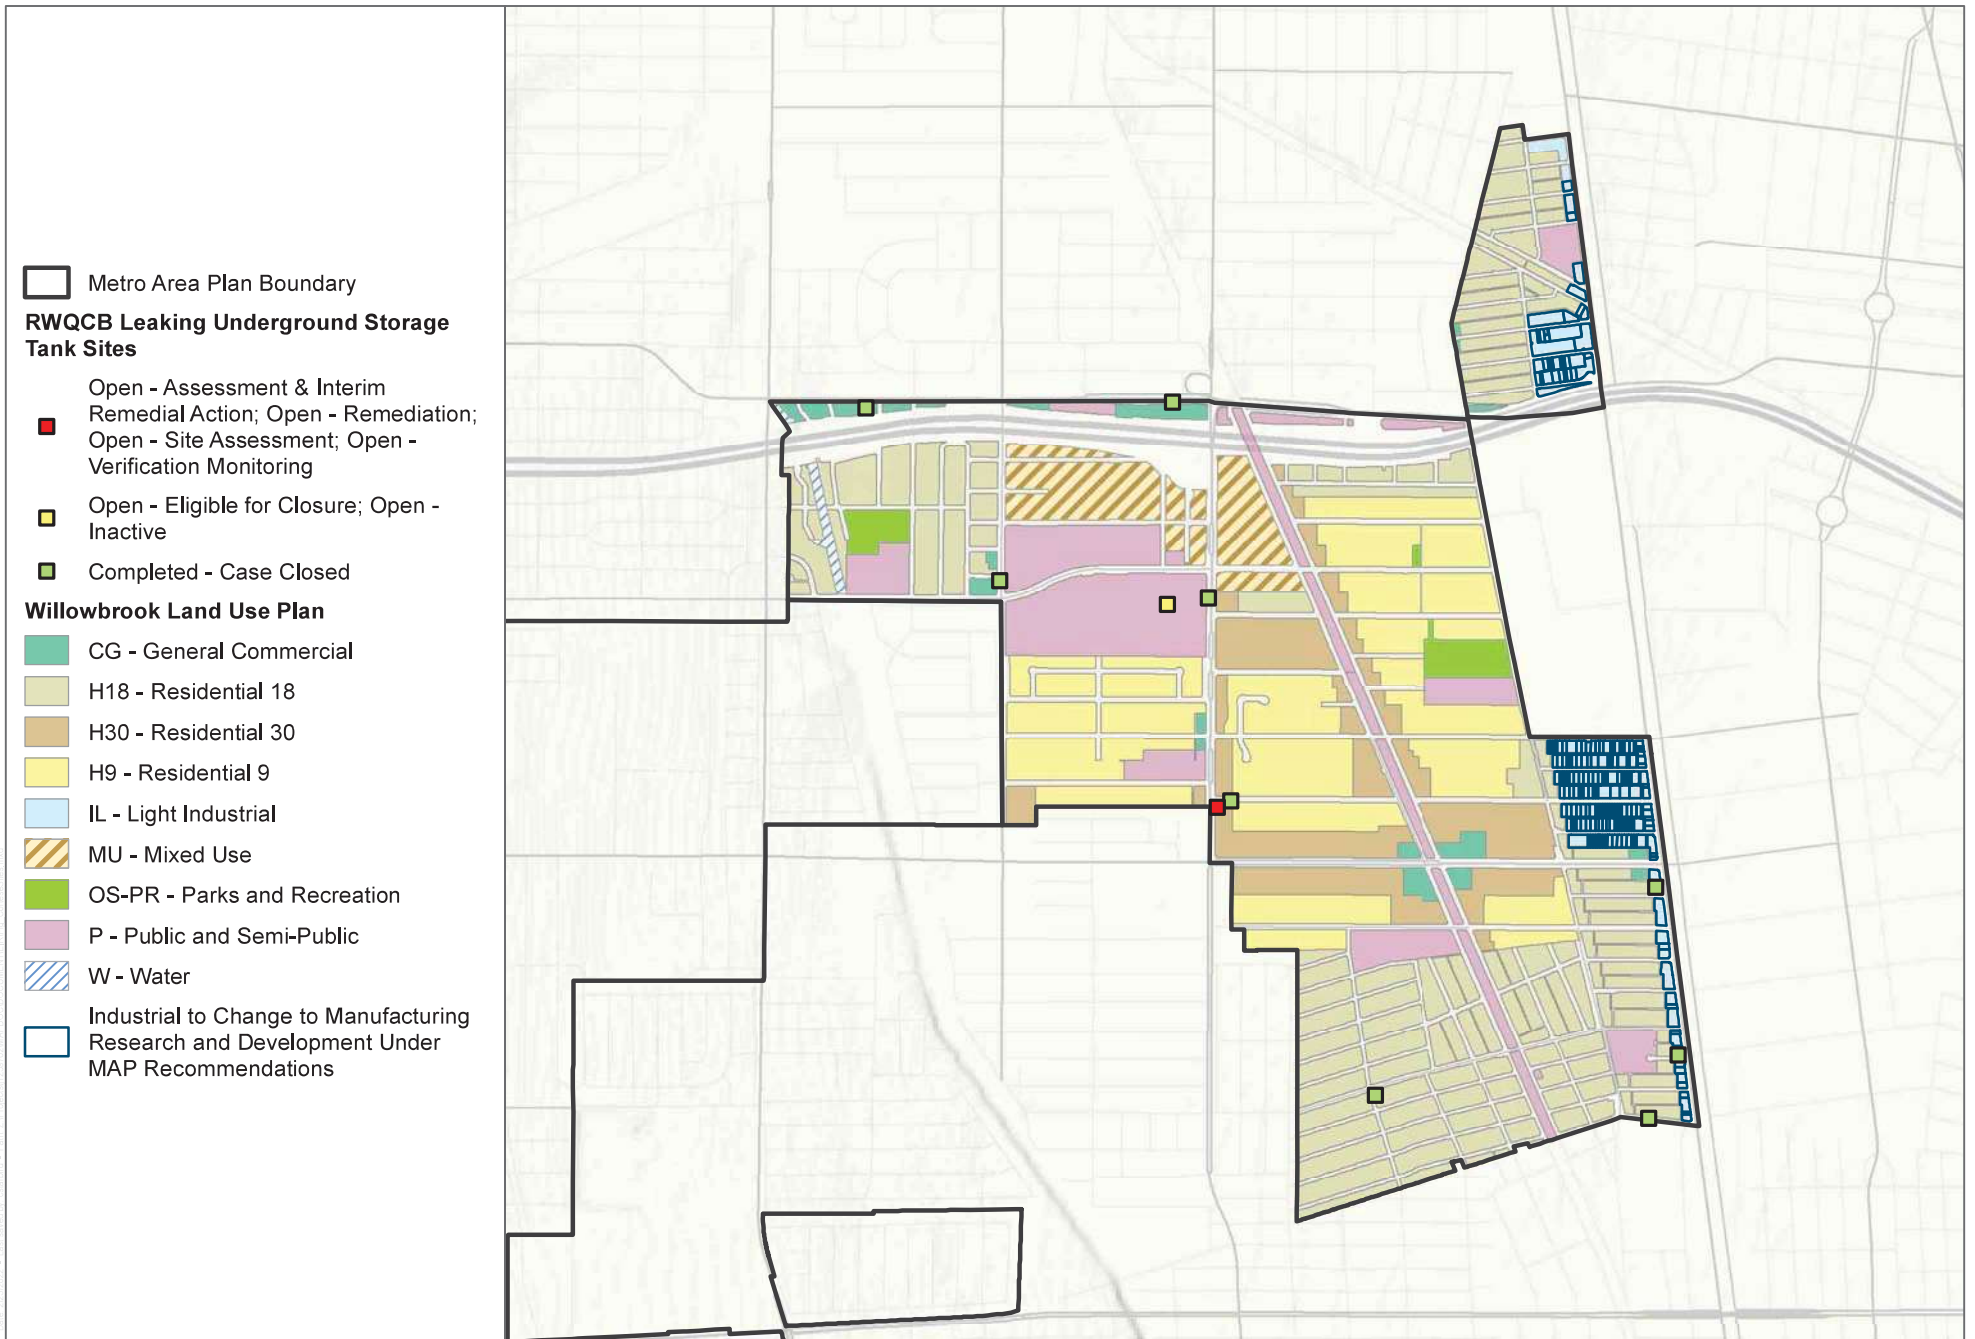 Metro Area Plan Boundary
RWQCB Leaking Underground Storage
Tank Sites
Open - Assessment & Interim
Remedial Action; Open - Remediation;
Open - Site Assessment; Open -
Verification Monitoring
Open - Eligible for Closure; Open -
Inactive
Completed - Case Closed
Willowbrook Land Use Plan
CG - General Commercial
H18 - Residential 18
H30 - Residential 30
H9 - Residential 9
IL - Light Industrial
MU - Mixed Use
OS-PR - Parks and Recreation
P - Public and Semi-Public
W - Water
Industrial to Change to Manufacturing
Research and Development Under
MAP Recommendations